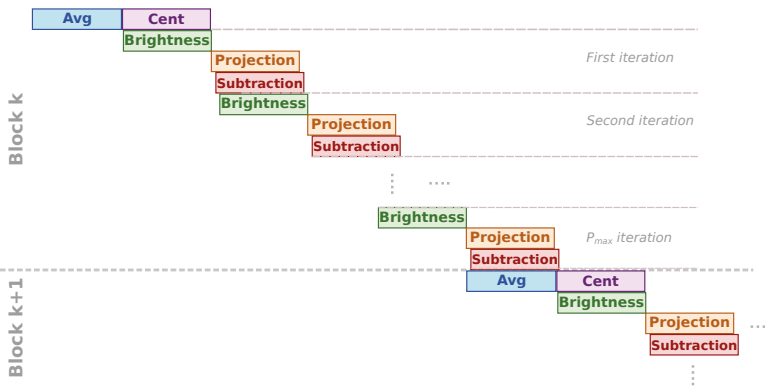 Avg Cent
Brightness
Projection First iteration
Subtraction
Brightness
Projection Second iteration
Subtraction
....
Brightness
Projection Pmax iteration
Subtraction
Avg Cent
Brightness
Projection ...
Subtraction
Block k
Block k+1